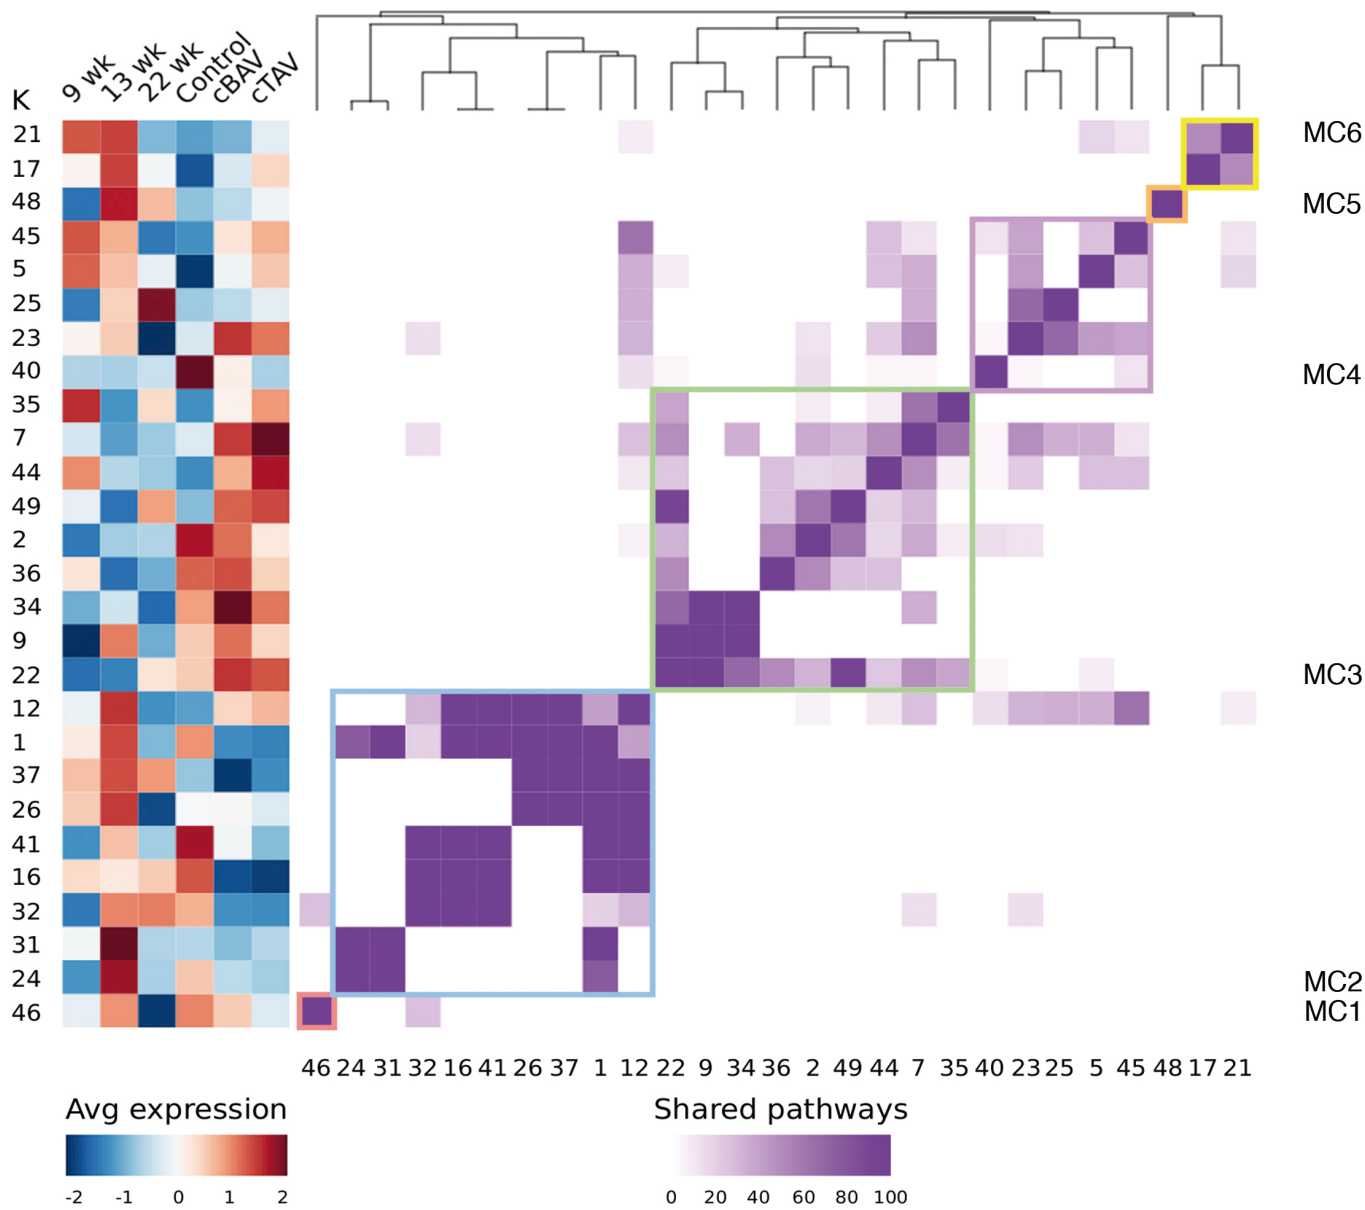 K 9 wk 13 wk 22 wk Control cBAV cTAV
21 MC6
17
48 MC5
45
5
25
23
40 MC4
35
7
44
49
2
36
34
9
22 MC3
12
1
37
26
41
16
32
31
24 MC2
46 MC1
46 24 31 32 16 41 26 37 1 12 22 9 34 36 2 49 44 7 35 40 23 25 5 45 48 17 21
Avg expression
-2 -1 0 1 2
Shared pathways
0 20 40 60 80 100